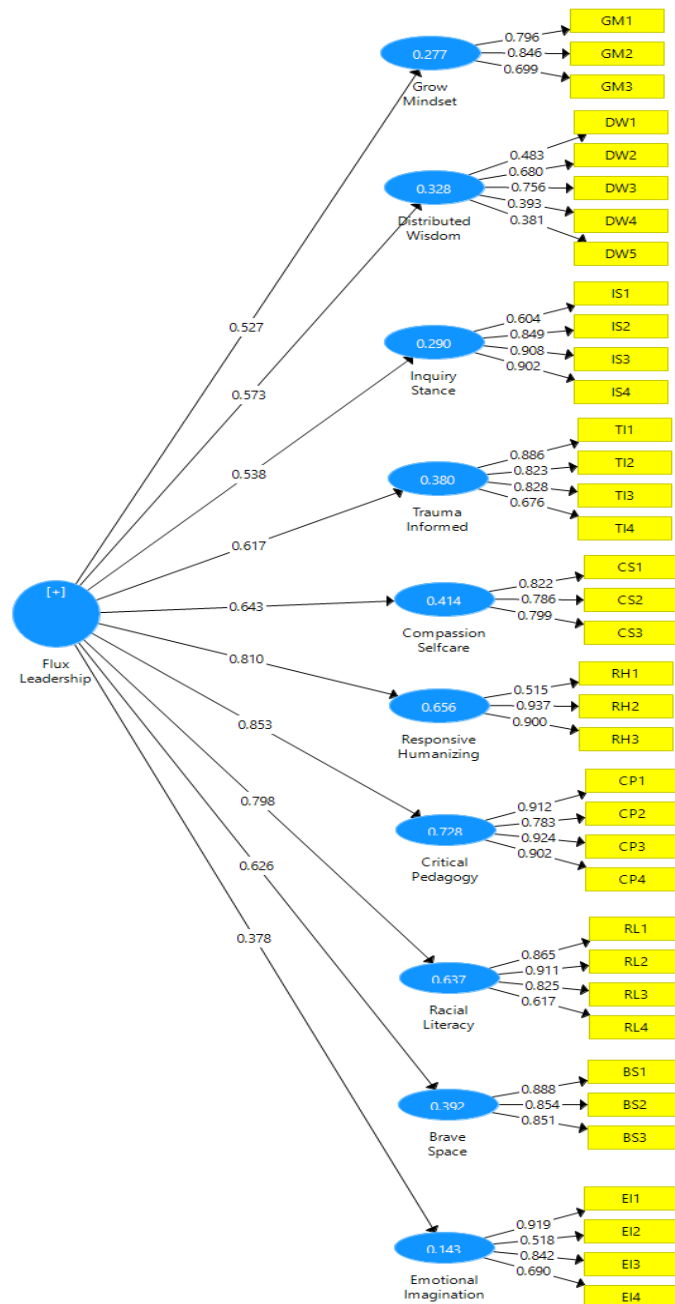 GM1
0.796
0.277
0.846
GM2
0.699
GM3
Grow
Mindset
DW1
0.483
DW2
0.680
0.328
0.756
DW3
0.393
DW4
0.381
DW5
Distributed
Wisdom
IS1
0.604
IS2
0.527
0.849
0.290
0.908
IS3
0.902
IS4
Inquiry
Stance
0.573
TI1
0.886
TI2
0.538
0.823
0.380
0.828
TI3
0.676
TI4
Trauma
Informed
0.617
CS1
0.822
[+]
0.643
0.414
0.786
CS2
0.799
CS3
Compassion
Selfcare
Flux
Leadership
0.810
RH1
0.515
0.656
0.937
RH2
0.900
RH3
Responsive
Humanizing
0.853
CP1
0.912
CP2
0.798
0.783
0.728
0.924
CP3
0.902
CP4
Critical
Pedagogy
0.626
RL1
0.865
RL2
0.378
0.911
0.637
0.825
RL3
0.617
RL4
Racial
Literacy
BS1
0.888
0.392
0.854
BS2
0.851
BS3
Brave
Space
EI1
0.919
EI2
0.518
0.143
0.842
EI3
0.690
EI4
Emotional
Imagination